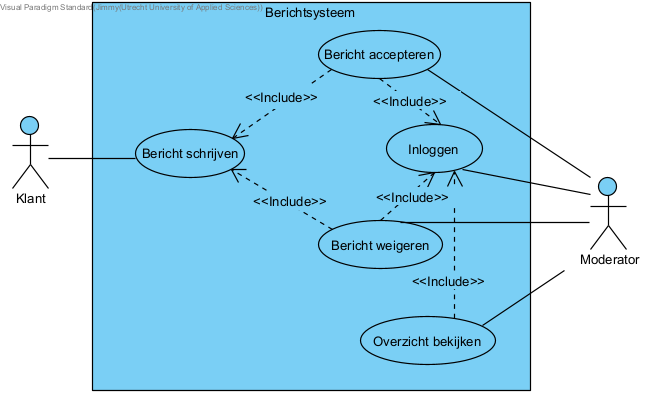 Visual Paradigm Standard(Jimmy(Utrecht University of Applied Sciences))
Berichtsysteem
Bericht accepteren
<<Include>>
<<Include>>
Bericht schrijven
Inloggen
Klant
<<Include>>
<<Include>>
Bericht weigeren
Moderator
<<Include>>
Overzicht bekijken